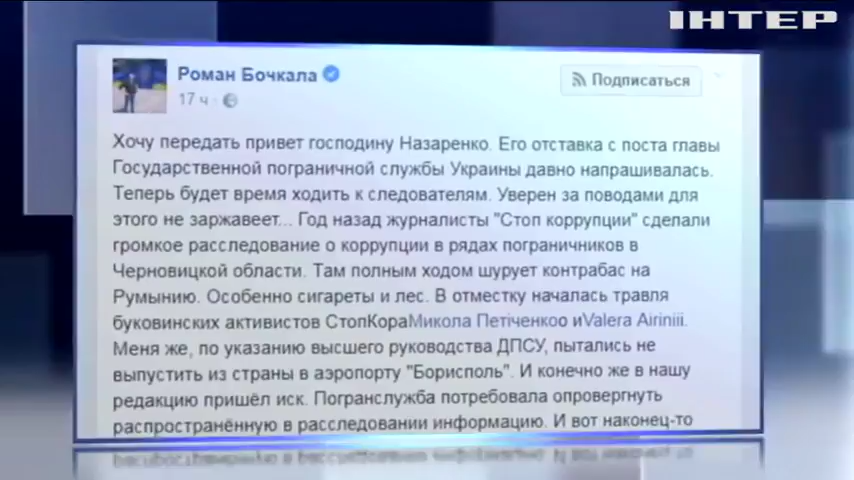 ІНТЕР
Роман Бочкала
17 ч ·
Подписаться
Хочу передать привет господину Назаренко. Его отставка с поста главы
Государственной пограничной службы Украины давно напрашивалась.
Теперь будет время ходить к следователям. Уверен за поводами для
этого не заржавеет... Год назад журналисты "Стоп коррупции" сделали
громкое расследование о коррупции в рядах пограничников в
Черновицкой области. Там полным ходом шурует контрабас на
Румынию. Особенно сигареты и лес. В отместку началась травля
буковинских активистов СтопКораМикола Петіченкоо иValera Airiniii.
Меня же, по указанию высшего руководства ДПСУ, пытались не
выпустить из страны в аэропорту "Борисполь". И конечно же в нашу
редакцию пришёл иск. Погранслужба потребовала опровергнуть
распространённую в расследовании информацию. И вот наконец-то